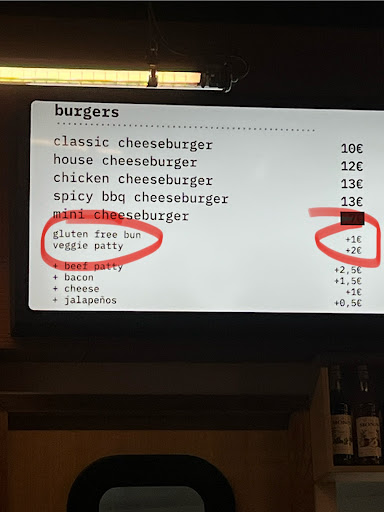 burgers
classic cheeseburger 10€
house cheeseburger 12€
chicken cheeseburger 13€
spicy bbq cheeseburger 13€
mini cheeseburger
gluten free bun +1€
veggie patty +2€
+ beef patty +2,5€
+ bacon +1,5€
+ cheese +1€
+ jalapeños +0,5€